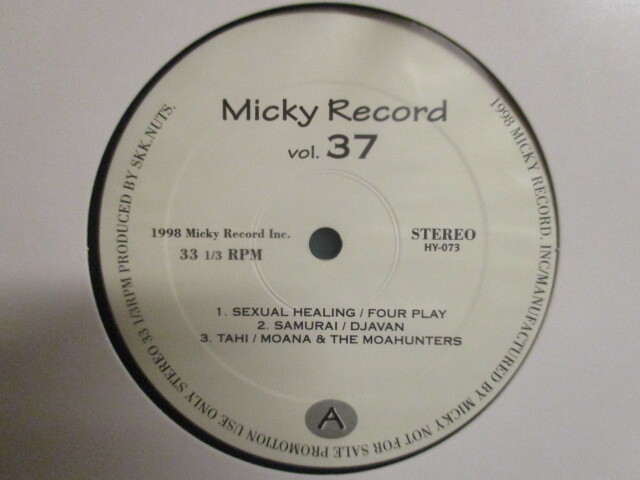 Micky Record
vol. 37
1998 Micky Record Inc.
33 1/3 RPM
STEREO
HY-073
1. SEXUAL HEALING / FOUR PLAY
2. SAMURAI / DJAVAN
3. TAHI / MOANA & THE MOAHUNTERS
A
1998 MICKY RECORD. INC/MANUFACTURED BY MICKY NOT FOR SALE PROMOTION USE ONLY STEREO 33 1/3RPM PRODUCED BY SKK.NUTS.